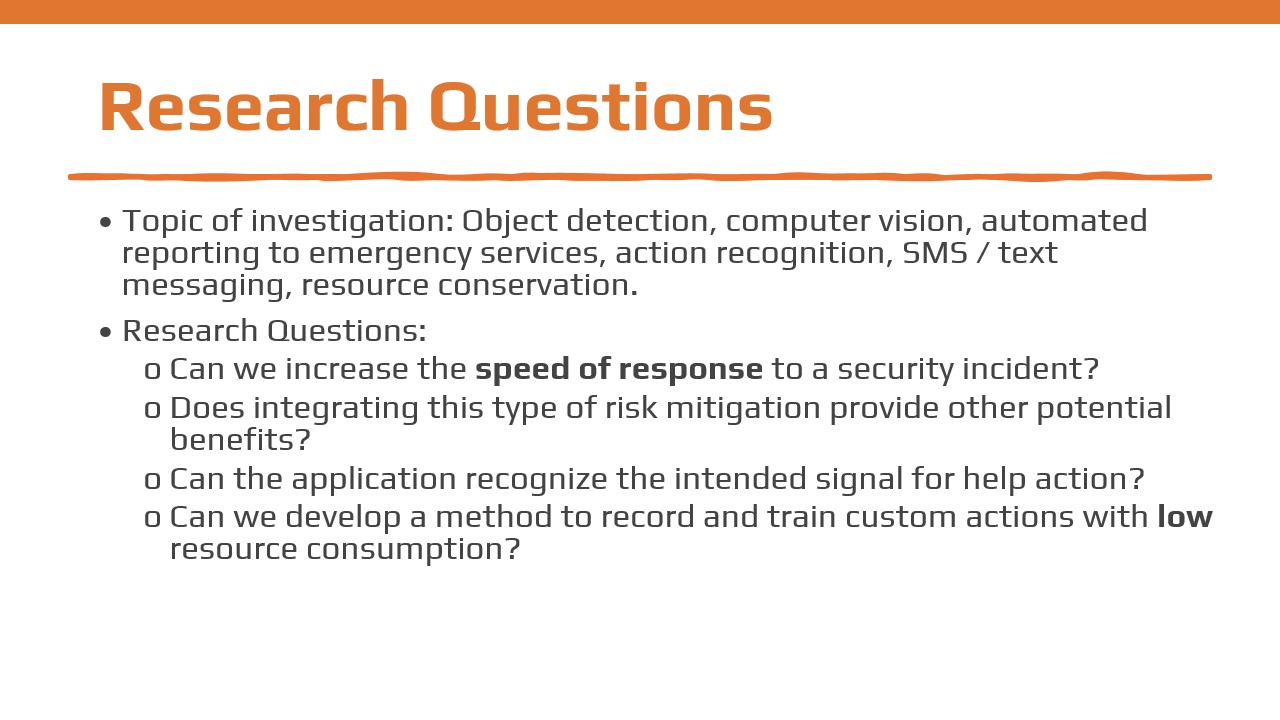 Research Questions
• Topic of investigation: Object detection, computer vision, automated
reporting to emergency services, action recognition, SMS / text
messaging, resource conservation.
• Research Questions:
o Can we increase the speed of response to a security incident?
o Does integrating this type of risk mitigation provide other potential
benefits?
o Can the application recognize the intended signal for help action?
o Can we develop a method to record and train custom actions with low
resource consumption?